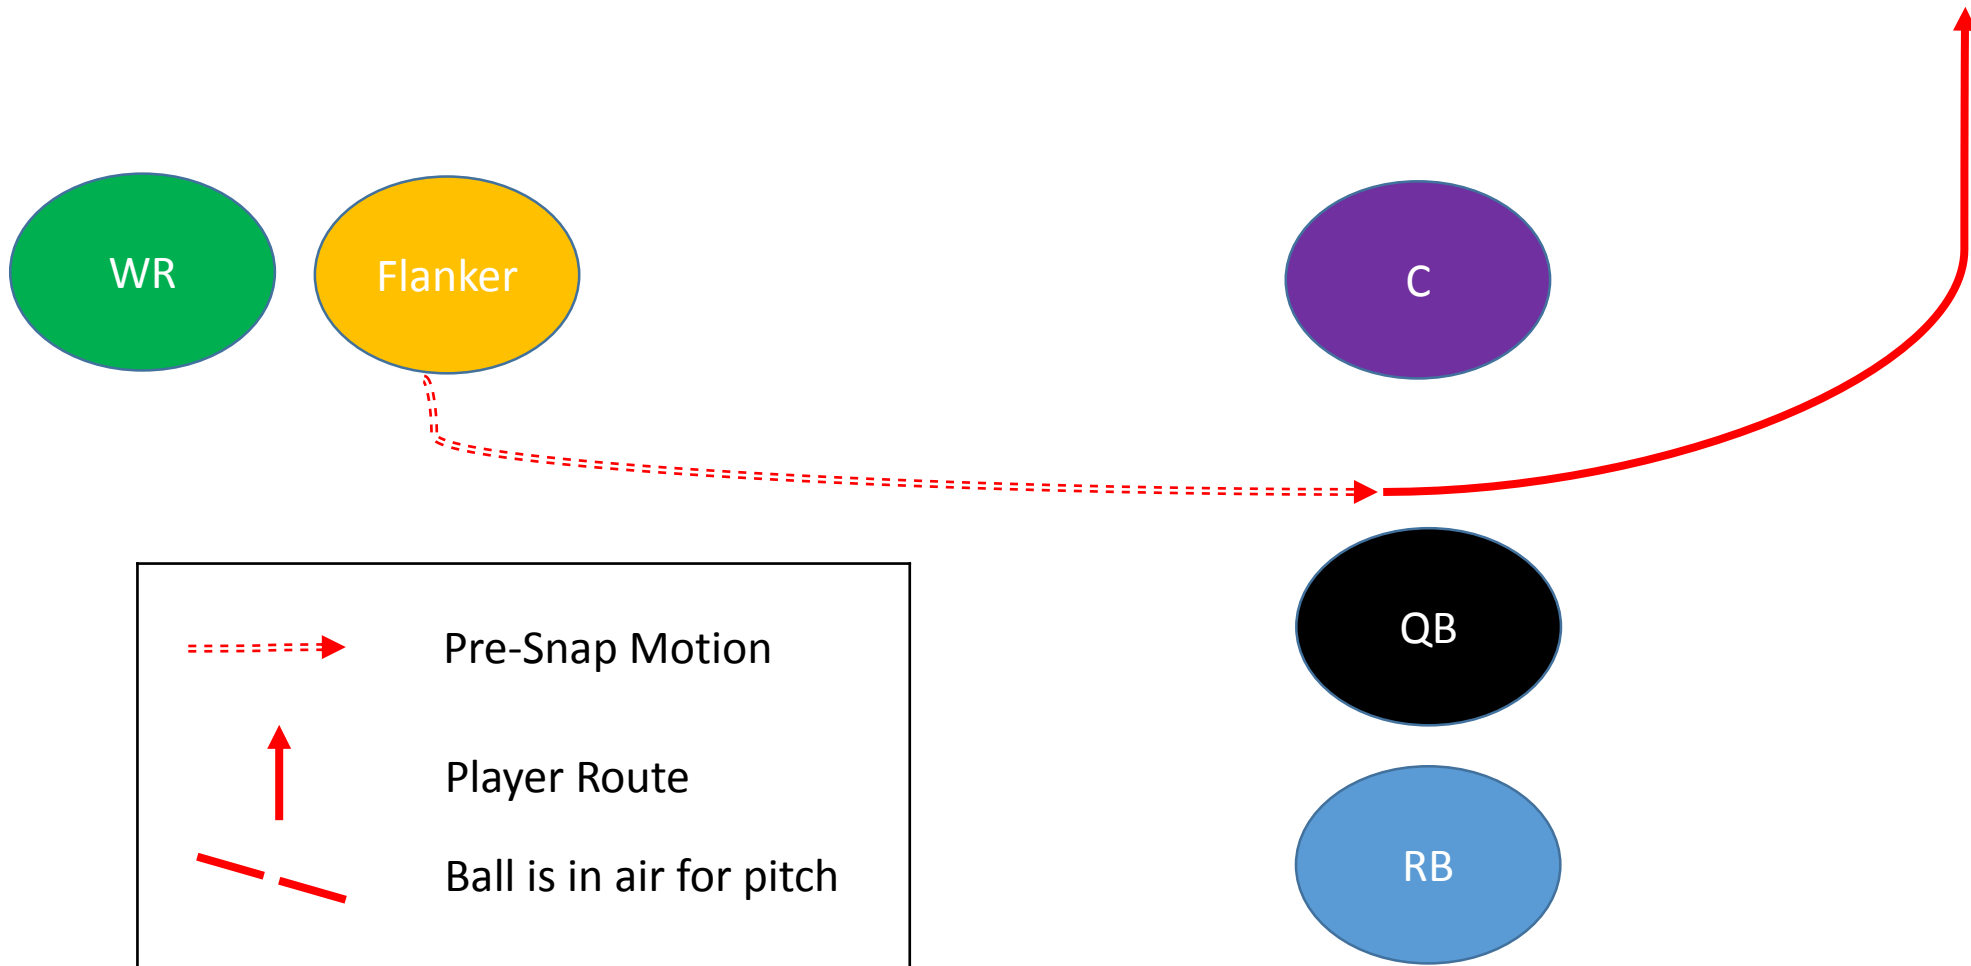 WR
Flanker
C
QB
Pre-Snap Motion
Player Route
RB
Ball is in air for pitch